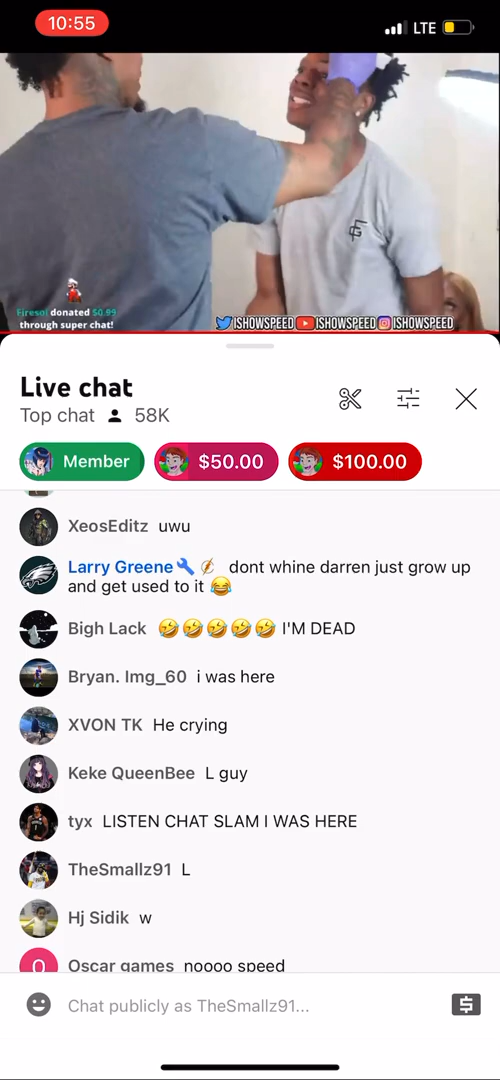 10:55
LTE
Firesol donated $0.99
through super chat!
ISHOWSPEED ISHOWSPEED ISHOWSPEED
Live chat
Top chat 58K
Member $50.00 $100.00
XeosEditz uwu
Larry Greene dont whine darren just grow up
and get used to it 😂
Bigh Lack 🤣🤣🤣🤣🤣 I'M DEAD
Bryan. Img_60 i was here
XVON TK He crying
Keke QueenBee L guy
tyx LISTEN CHAT SLAM I WAS HERE
TheSmallz91 L
Hj Sidik w
O Oscar games noooo speed
Chat publicly as TheSmallz91...